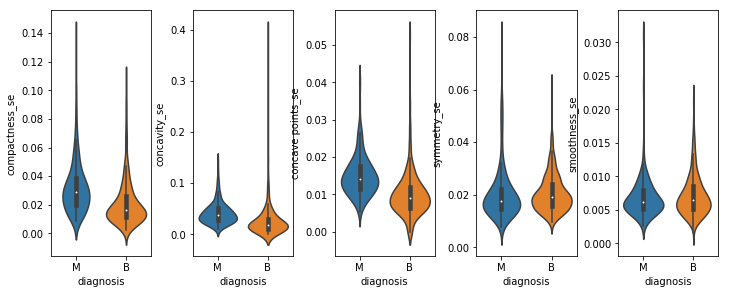 compactness_se
0.14
0.12
0.10
0.08
0.06
0.04
0.02
0.00
M B
diagnosis
concavity_se
0.4
0.3
0.2
0.1
0.0
M B
diagnosis
concave points_se
0.05
0.04
0.03
0.02
0.01
0.00
M B
diagnosis
symmetry_se
0.08
0.06
0.04
0.02
0.00
M B
diagnosis
smoothness_se
0.030
0.025
0.020
0.015
0.010
0.005
0.000
M B
diagnosis